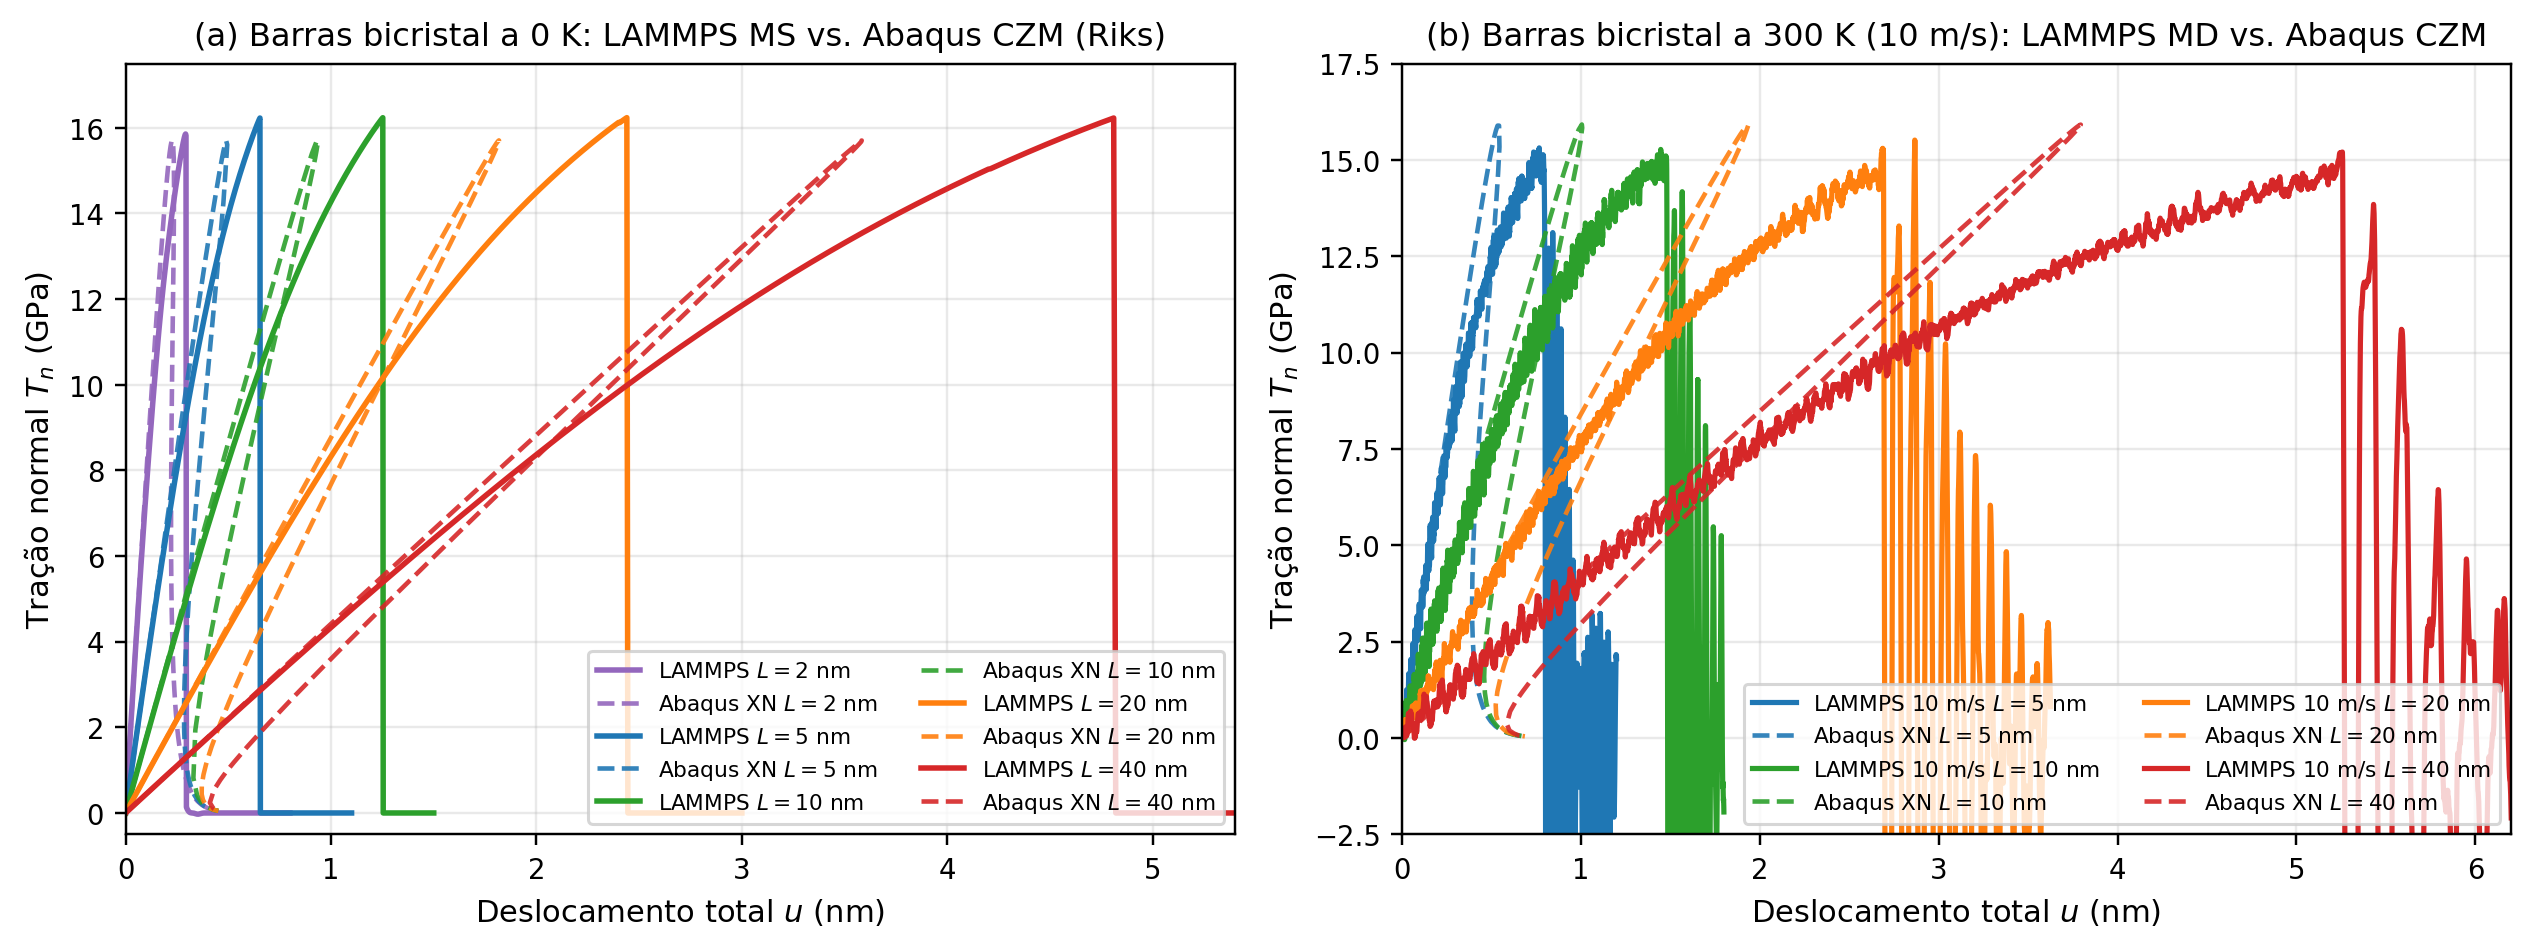 (a) Barras bicristal a 0 K: LAMMPS MS vs. Abaqus CZM (Riks)
Tração normal Tₙ (GPa)
16
14
12
10
8
6
4
2
0
0 1 2 3 4 5
Deslocamento total u (nm)
LAMMPS L = 2 nm
Abaqus XN L = 2 nm
LAMMPS L = 5 nm
Abaqus XN L = 5 nm
LAMMPS L = 10 nm
Abaqus XN L = 10 nm
LAMMPS L = 20 nm
Abaqus XN L = 20 nm
LAMMPS L = 40 nm
Abaqus XN L = 40 nm
(b) Barras bicristal a 300 K (10 m/s): LAMMPS MD vs. Abaqus CZM
Tração normal Tₙ (GPa)
17.5
15.0
12.5
10.0
7.5
5.0
2.5
0.0
−2.5
0 1 2 3 4 5 6
Deslocamento total u (nm)
LAMMPS 10 m/s L = 5 nm
Abaqus XN L = 5 nm
LAMMPS 10 m/s L = 10 nm
Abaqus XN L = 10 nm
LAMMPS 10 m/s L = 20 nm
Abaqus XN L = 20 nm
LAMMPS 10 m/s L = 40 nm
Abaqus XN L = 40 nm